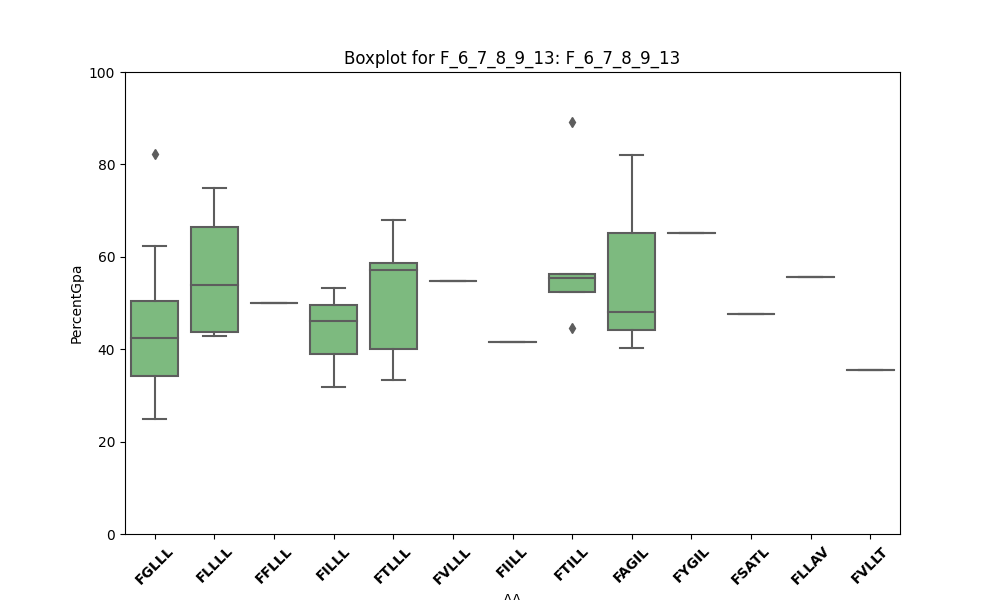 Boxplot for F_6_7_8_9_13: F_6_7_8_9_13
PercentGpa
100
80
60
40
20
0
FGLLL
FLLLL
FFLLL
FILLL
FTLLL
FVLLL
FIILL
FTILL
FAGIL
FYGIL
FSATL
FLLAV
FVLLT
AA